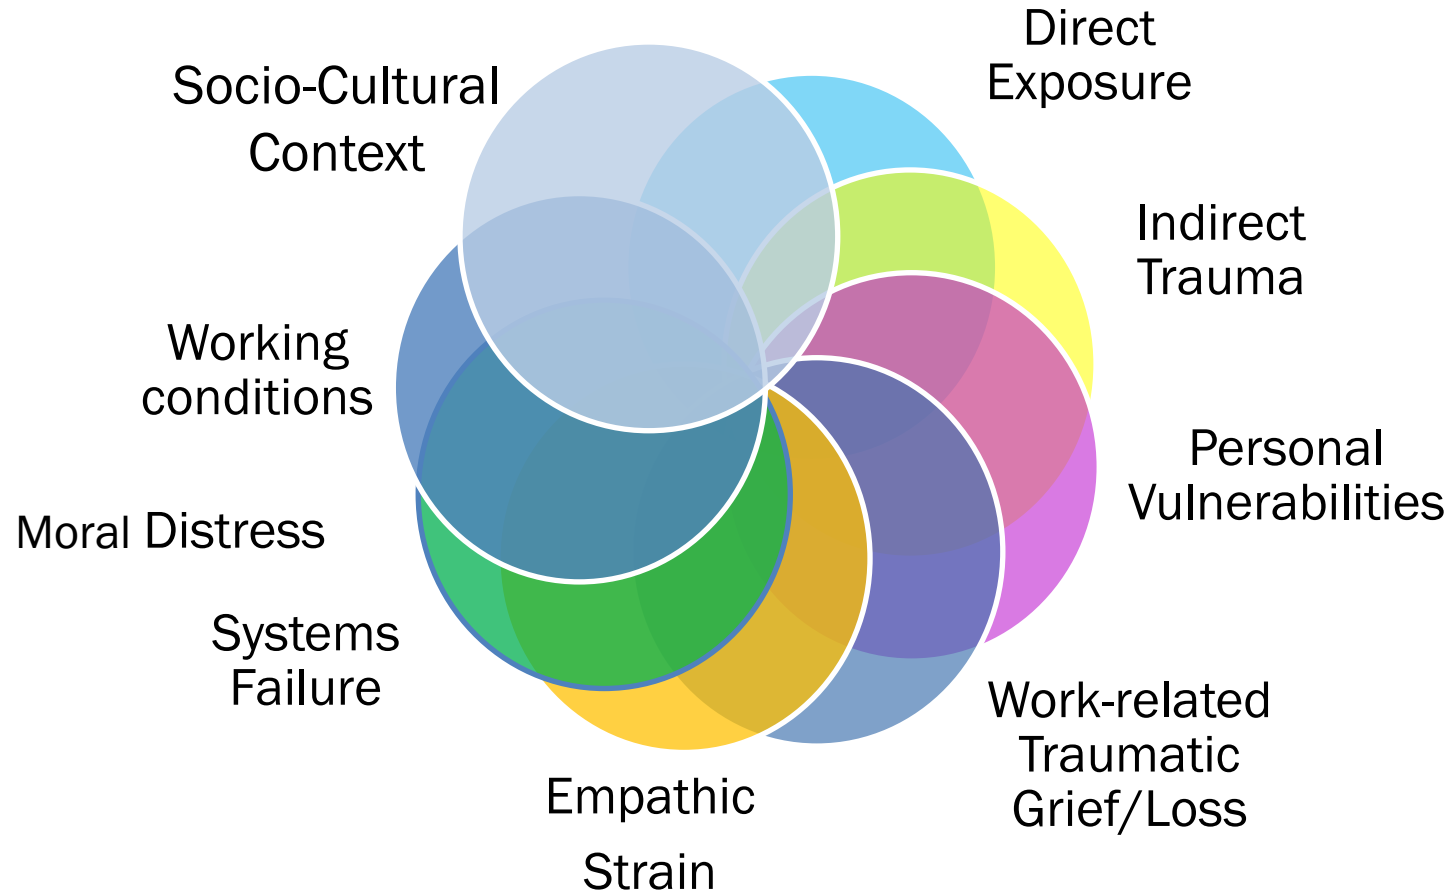 Direct
Exposure
Indirect
Trauma
Personal
Vulnerabilities
Work-related
Traumatic
Grief/Loss
Empathic
Strain
Systems
Failure
Moral Distress
Working
conditions
Socio-Cultural
Context